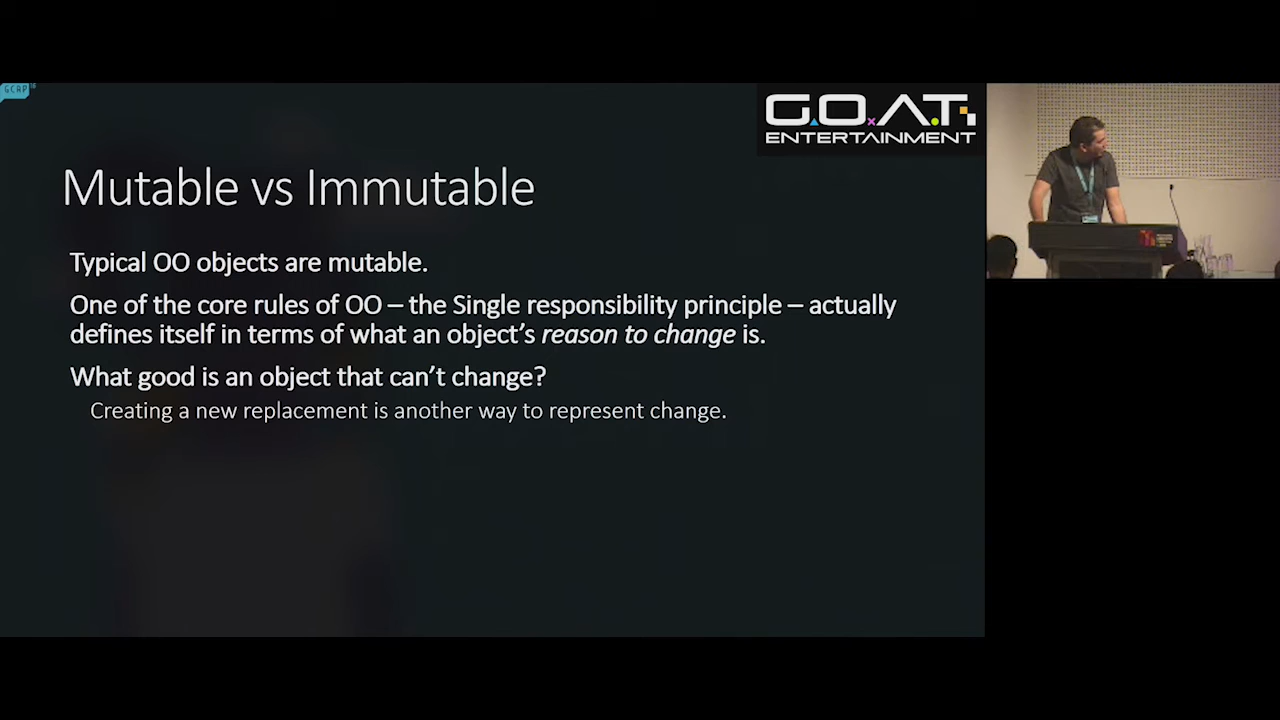 GCAP
G.O.A.T.
ENTERTAINMENT
Mutable vs Immutable
Typical OO objects are mutable.
One of the core rules of OO – the Single responsibility principle – actually
defines itself in terms of what an object’s reason to change is.
What good is an object that can’t change?
Creating a new replacement is another way to represent change.